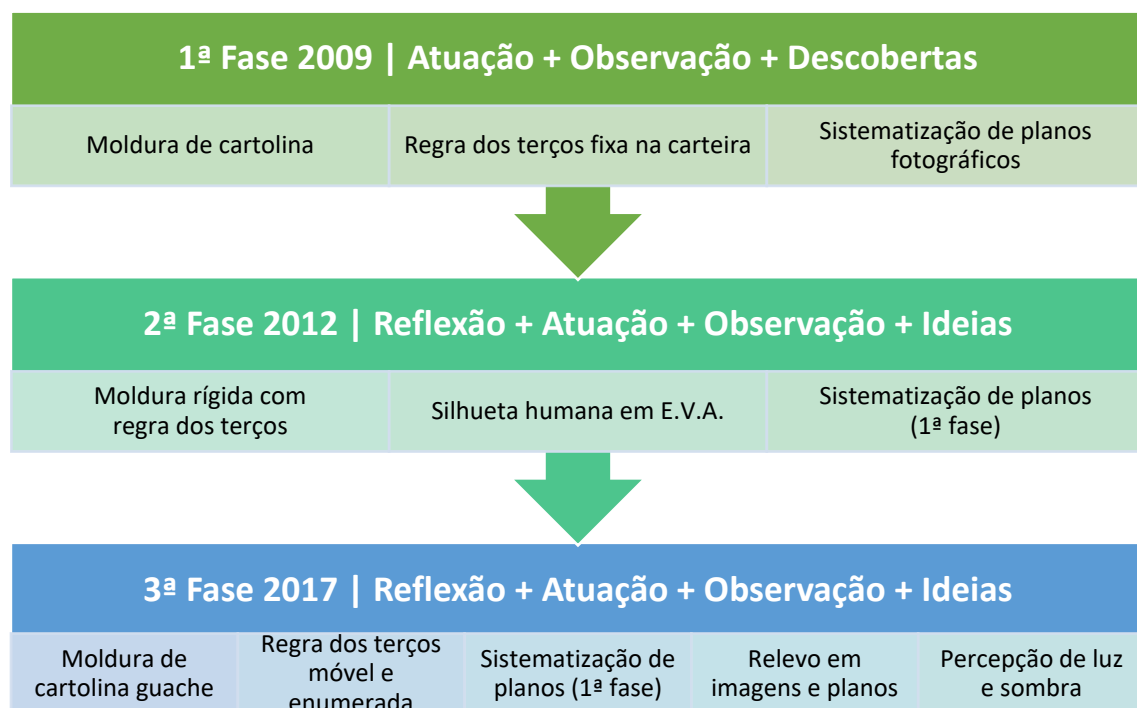 1ª Fase 2009 | Atuação + Observação + Descobertas
Moldura de cartolina
Regra dos terços fixa na carteira
Sistematização de planos
fotográficos
2ª Fase 2012 | Reflexão + Atuação + Observação + Ideias
Moldura rígida com
regra dos terços
Silhueta humana em E.V.A.
Sistematização de planos
(1ª fase)
3ª Fase 2017 | Reflexão + Atuação + Observação + Ideias
Moldura de
cartolina guache
Regra dos terços
móvel e
enumerada
Sistematização de
planos (1ª fase)
Relevo em
imagens e planos
Percepção de luz
e sombra